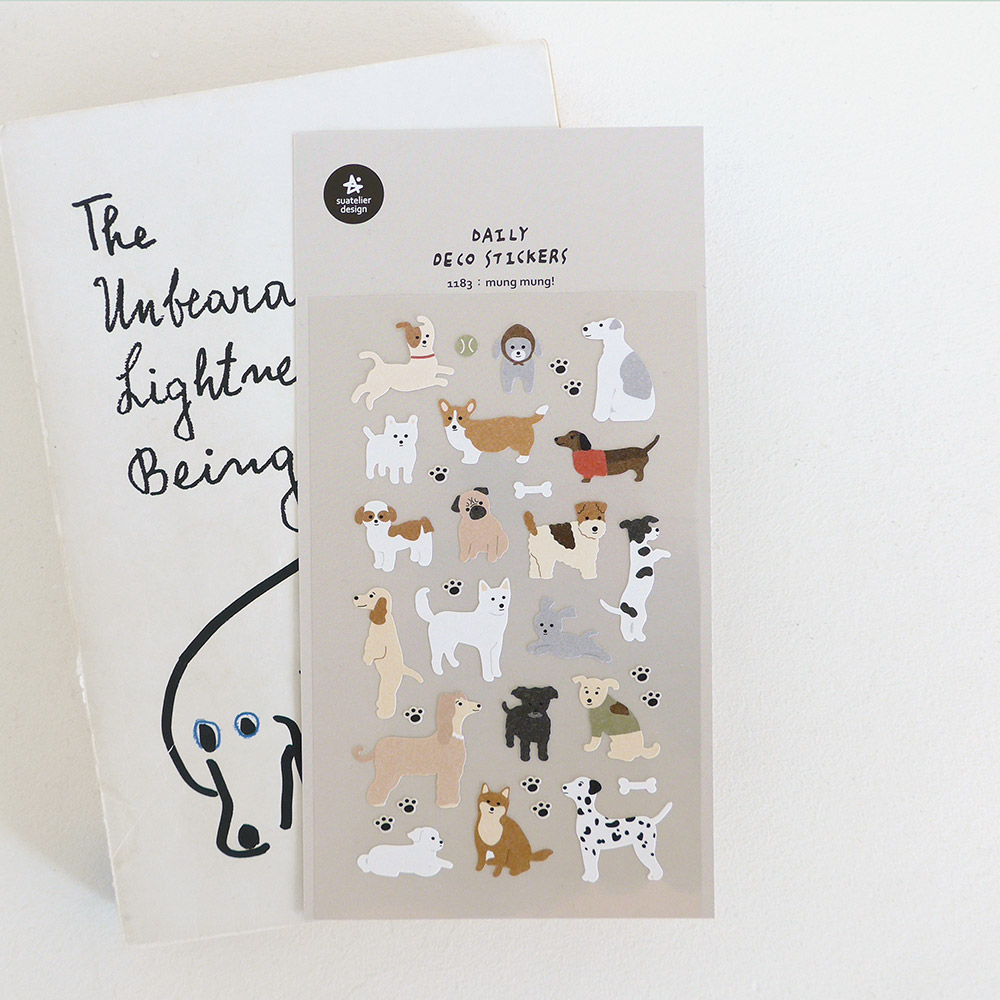 The
Unbeara
Lightne
Being
suatelier
design
DAILY
DECO STICKERS
1183 : mung mung!